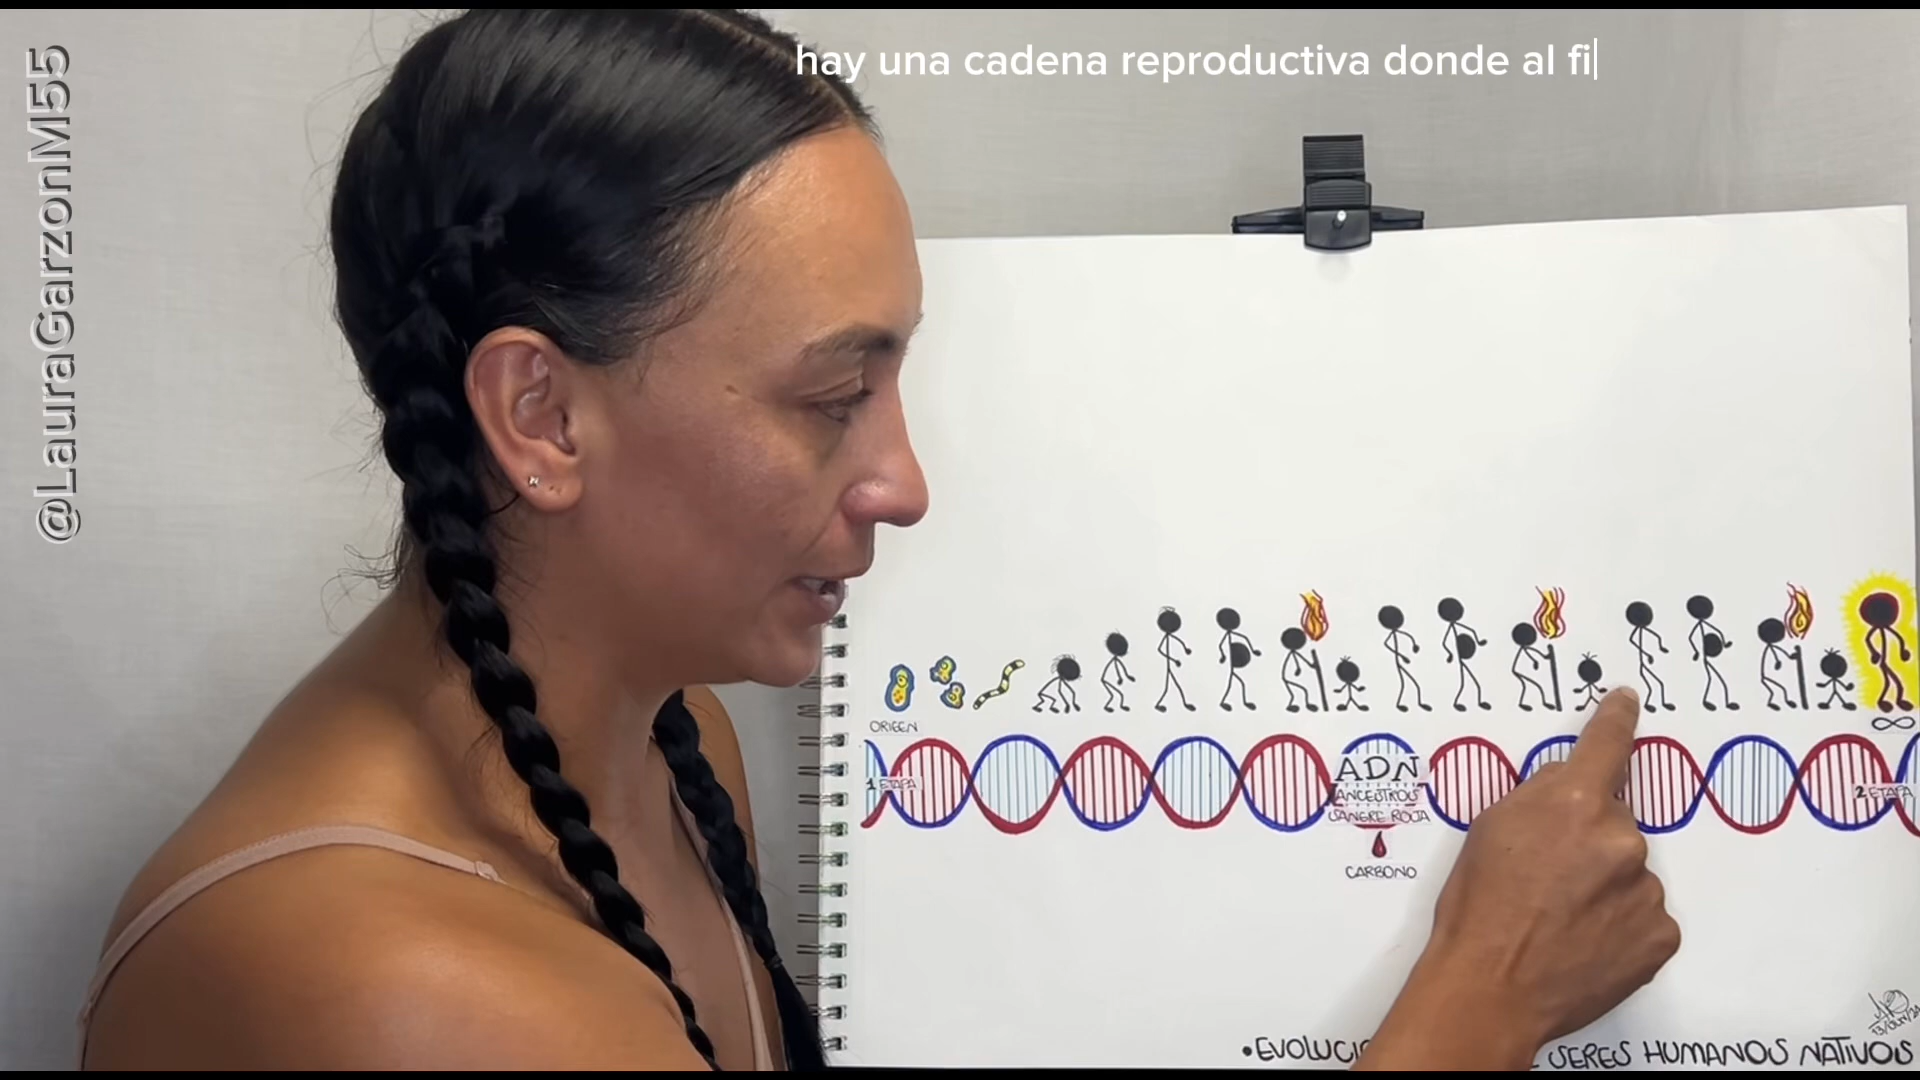 hay una cadena reproductiva donde al fi
@LauraGarzonM55
ORIGEN
1 ETAPA
ADN
ANCESTROS
SANGRE ROJA
CARBONO
2 ETAPA
SERES HUMANOS NATIVOS